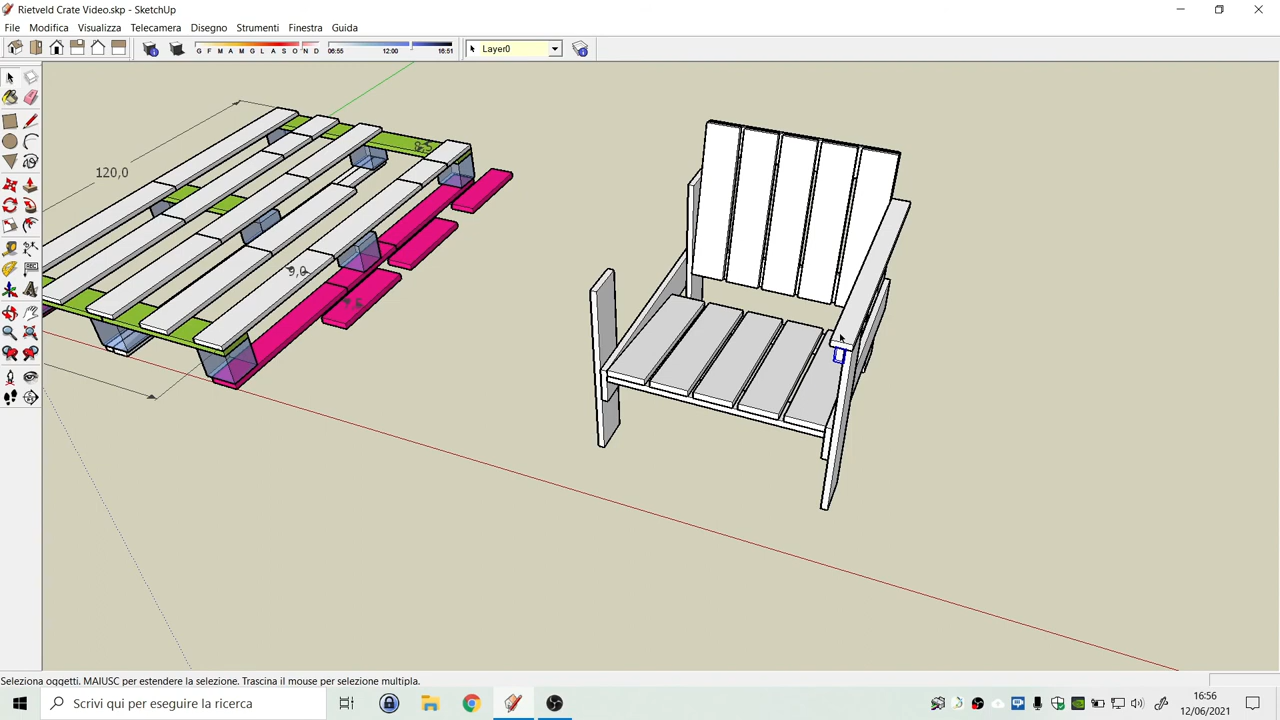 Rietveld Crate Video.skp - SketchUp
File Modifica Visualizza Telecamera Disegno Strumenti Finestra Guida
G F M A M G L A S O N D 06:55 12:00 16:51 Layer0
120,0
9,0
ABC
Seleziona oggetti. MAIUSC per estendere la selezione. Trascina il mouse per selezione multipla.
Scrivi qui per eseguire la ricerca
16:56
12/06/2021